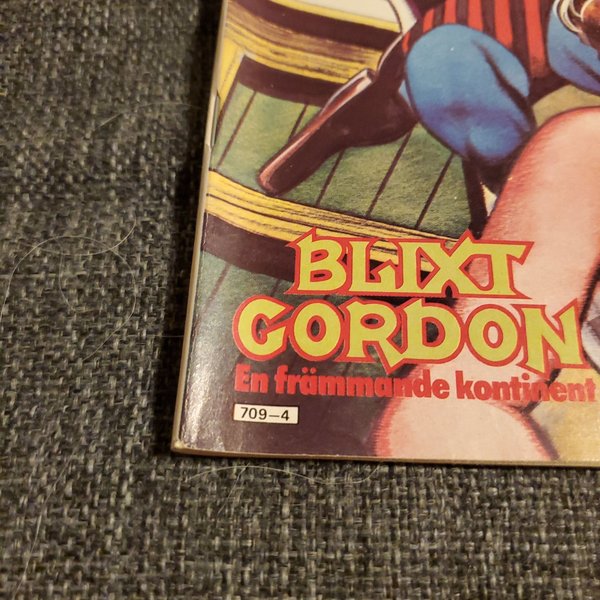 BLIXT
GORDON
En främmande kontinent
709-4